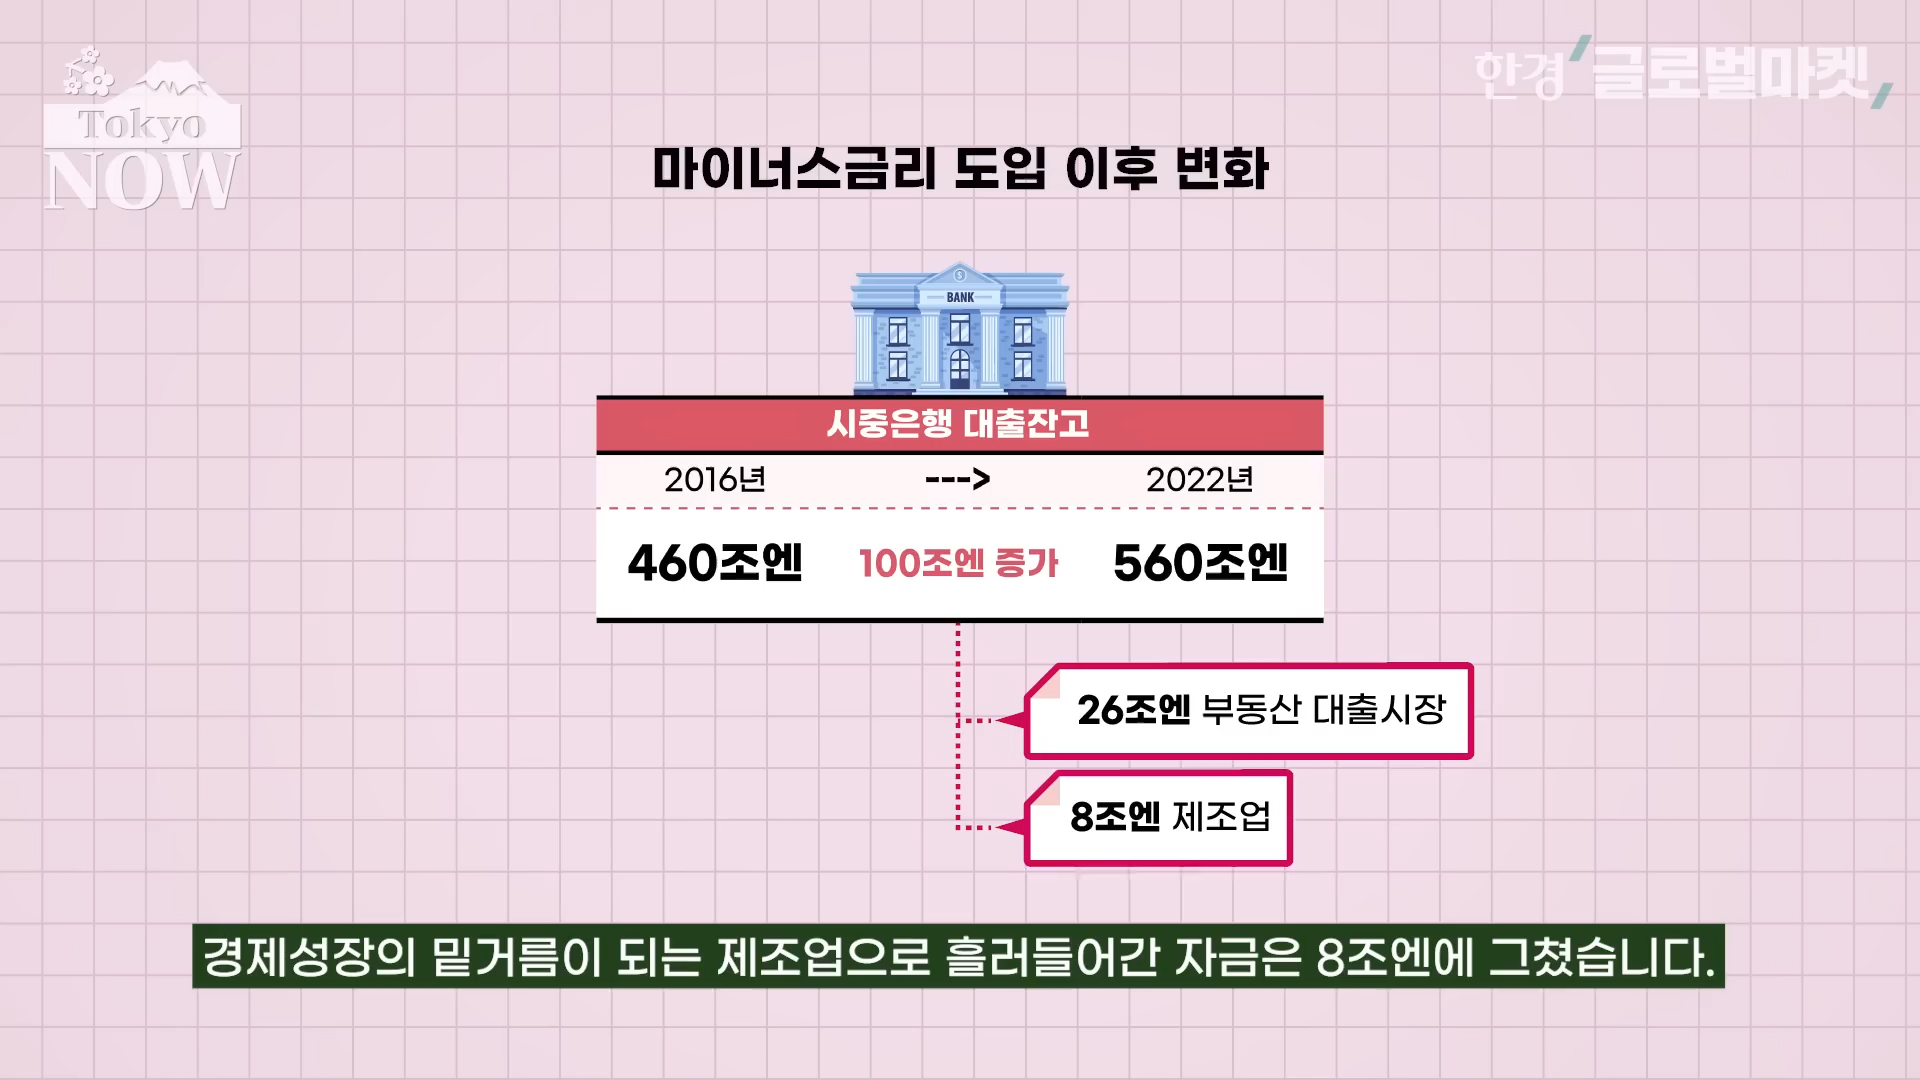 Tokyo
NOW
한경 글로벌마켓
마이너스금리 도입 이후 변화
BANK
시중은행 대출잔고
2016년 ---> 2022년
460조엔 100조엔 증가 560조엔
26조엔 부동산 대출시장
8조엔 제조업
경제성장의 밑거름이 되는 제조업으로 흘러들어간 자금은 8조엔에 그쳤습니다.